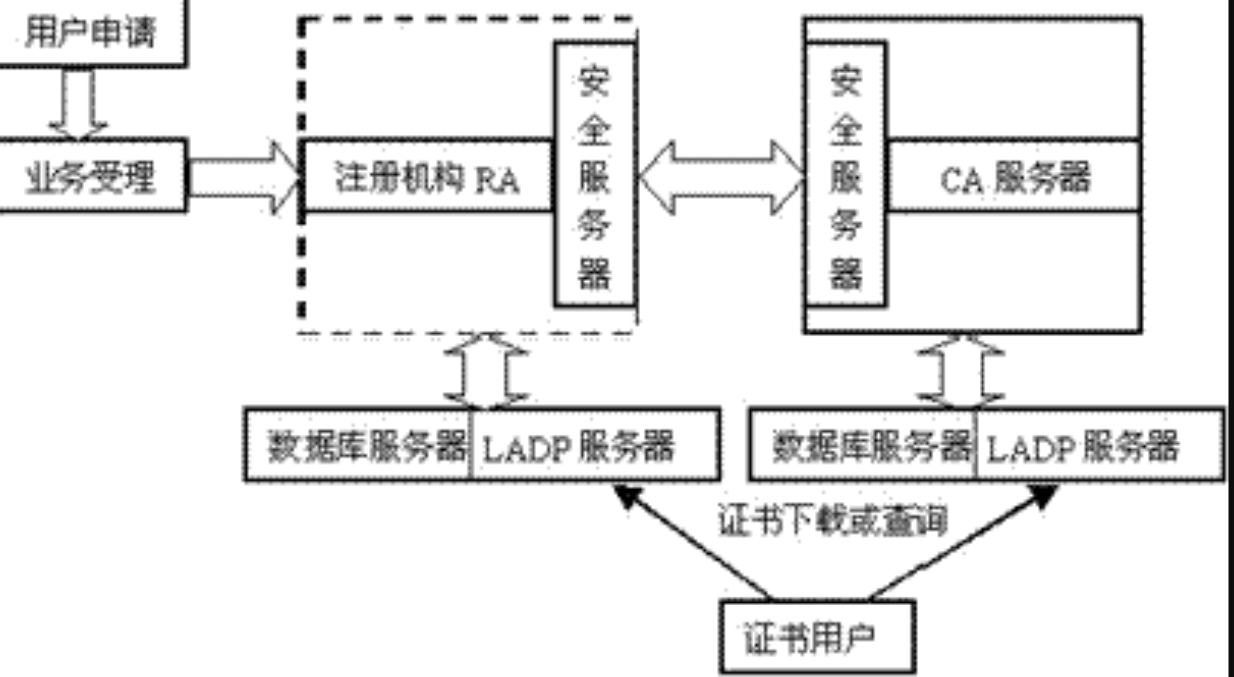 用户申请
业务受理
注册机构 RA
安全服务器
安全服务器
CA 服务器
数据库服务器
LADP 服务器
数据库服务器
LADP 服务器
证书下载或查询
证书用户